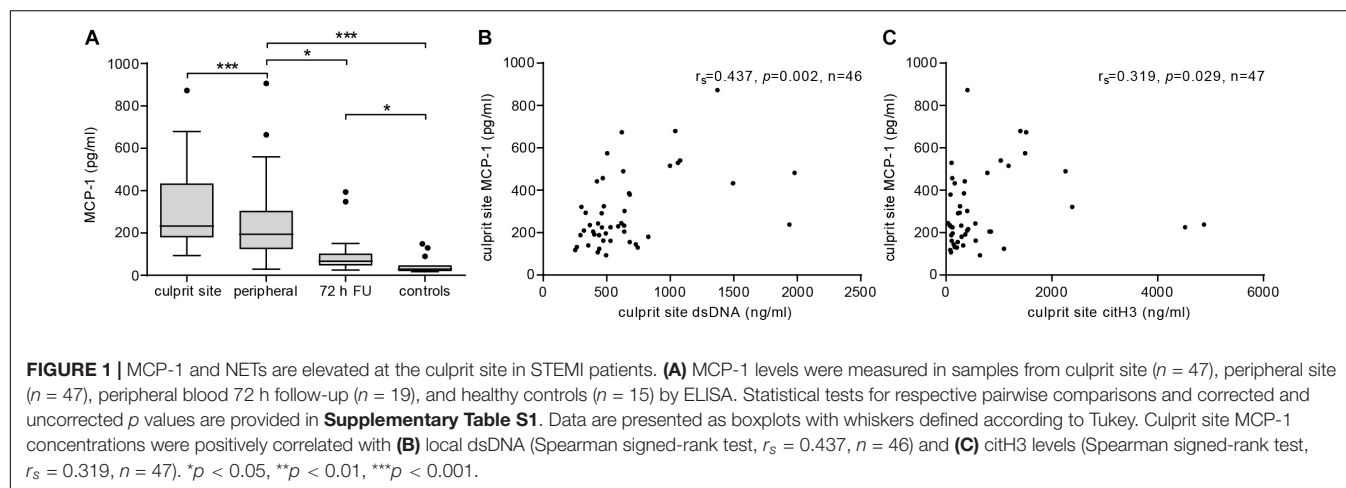 A
***
***
*
*
1000
800
600
400
200
0
MCP-1 (pg/ml)
culprit site peripheral 72 h FU controls
B
rs=0.437, p=0.002, n=46
1000
800
600
400
200
0
culprit site MCP-1 (pg/ml)
0 500 1000 1500 2000 2500
culprit site dsDNA (ng/ml)
C
rs=0.319, p=0.029, n=47
1000
800
600
400
200
0
culprit site MCP-1 (pg/ml)
0 2000 4000 6000
culprit site citH3 (ng/ml)
FIGURE 1 | MCP-1 and NETs are elevated at the culprit site in STEMI patients. (A) MCP-1 levels were measured in samples from culprit site (n = 47), peripheral site
(n = 47), peripheral blood 72 h follow-up (n = 19), and healthy controls (n = 15) by ELISA. Statistical tests for respective pairwise comparisons and corrected and
uncorrected p values are provided in Supplementary Table S1. Data are presented as boxplots with whiskers defined according to Tukey. Culprit site MCP-1
concentrations were positively correlated with (B) local dsDNA (Spearman signed-rank test, rs = 0.437, n = 46) and (C) citH3 levels (Spearman signed-rank test,
rs = 0.319, n = 47). *p < 0.05, **p < 0.01, ***p < 0.001.